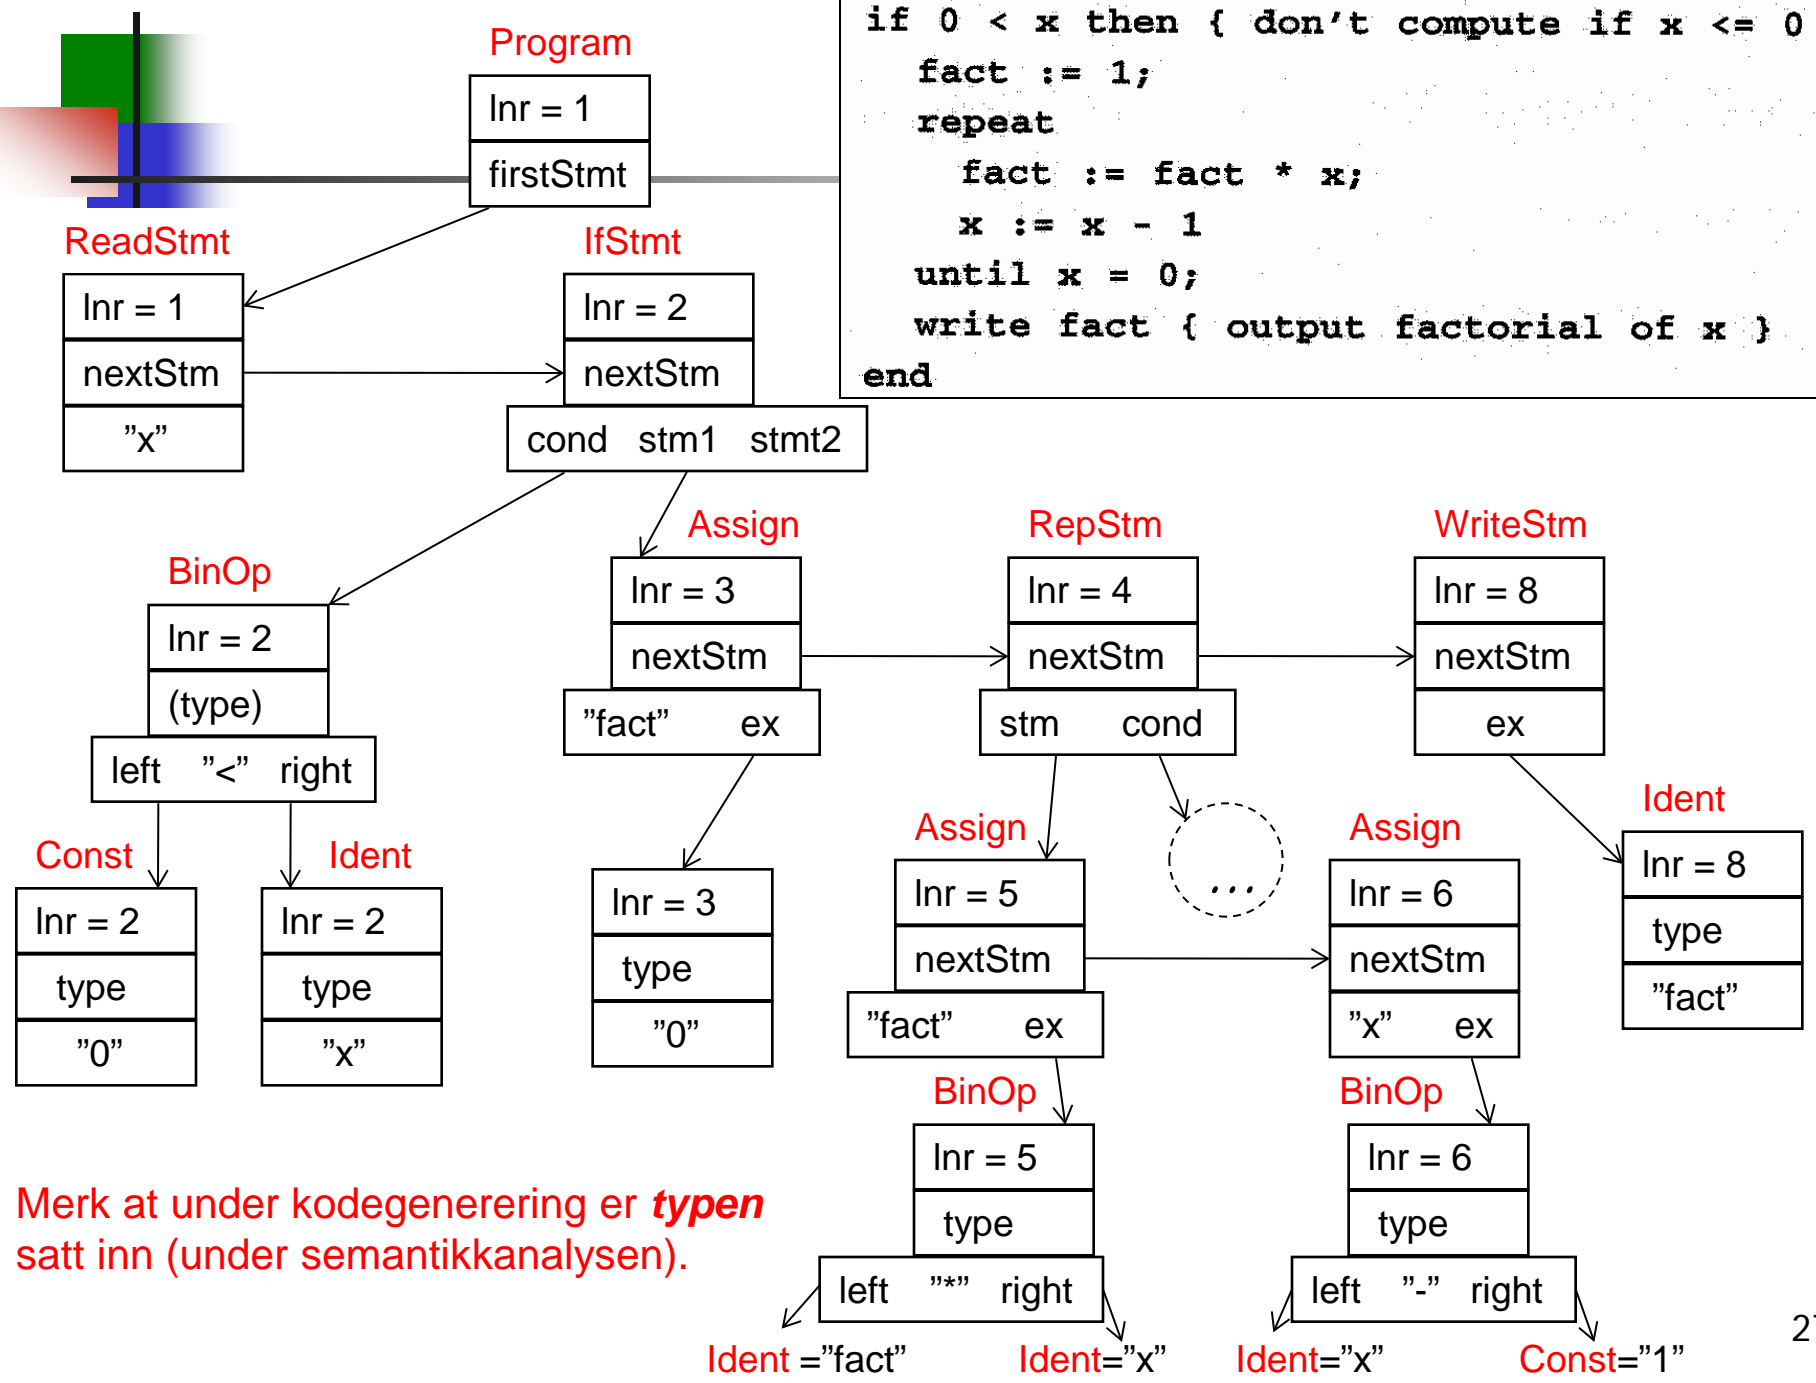 Program
lnr = 1
firstStmt
if 0 < x then { don't compute if x <= 0
fact := 1;
repeat
fact := fact * x;
x := x - 1
until x = 0;
write fact { output factorial of x }
end
ReadStmt
lnr = 1
nextStm
”x”
IfStmt
lnr = 2
nextStm
cond stm1 stmt2
BinOp
lnr = 2
(type)
left ”<” right
Const
lnr = 2
type
”0”
Ident
lnr = 2
type
”x”
Assign
lnr = 3
nextStm
”fact” ex
lnr = 3
type
”0”
RepStm
lnr = 4
nextStm
stm cond
...
WriteStm
lnr = 8
nextStm
ex
Ident
lnr = 8
type
”fact”
Assign
lnr = 5
nextStm
”fact” ex
BinOp
lnr = 5
type
left ”*” right
Ident =”fact” Ident=”x”
Assign
lnr = 6
nextStm
”x” ex
BinOp
lnr = 6
type
left ”-” right
Ident=”x” Const=”1”
Merk at under kodegenerering er typen
satt inn (under semantikkanalysen).